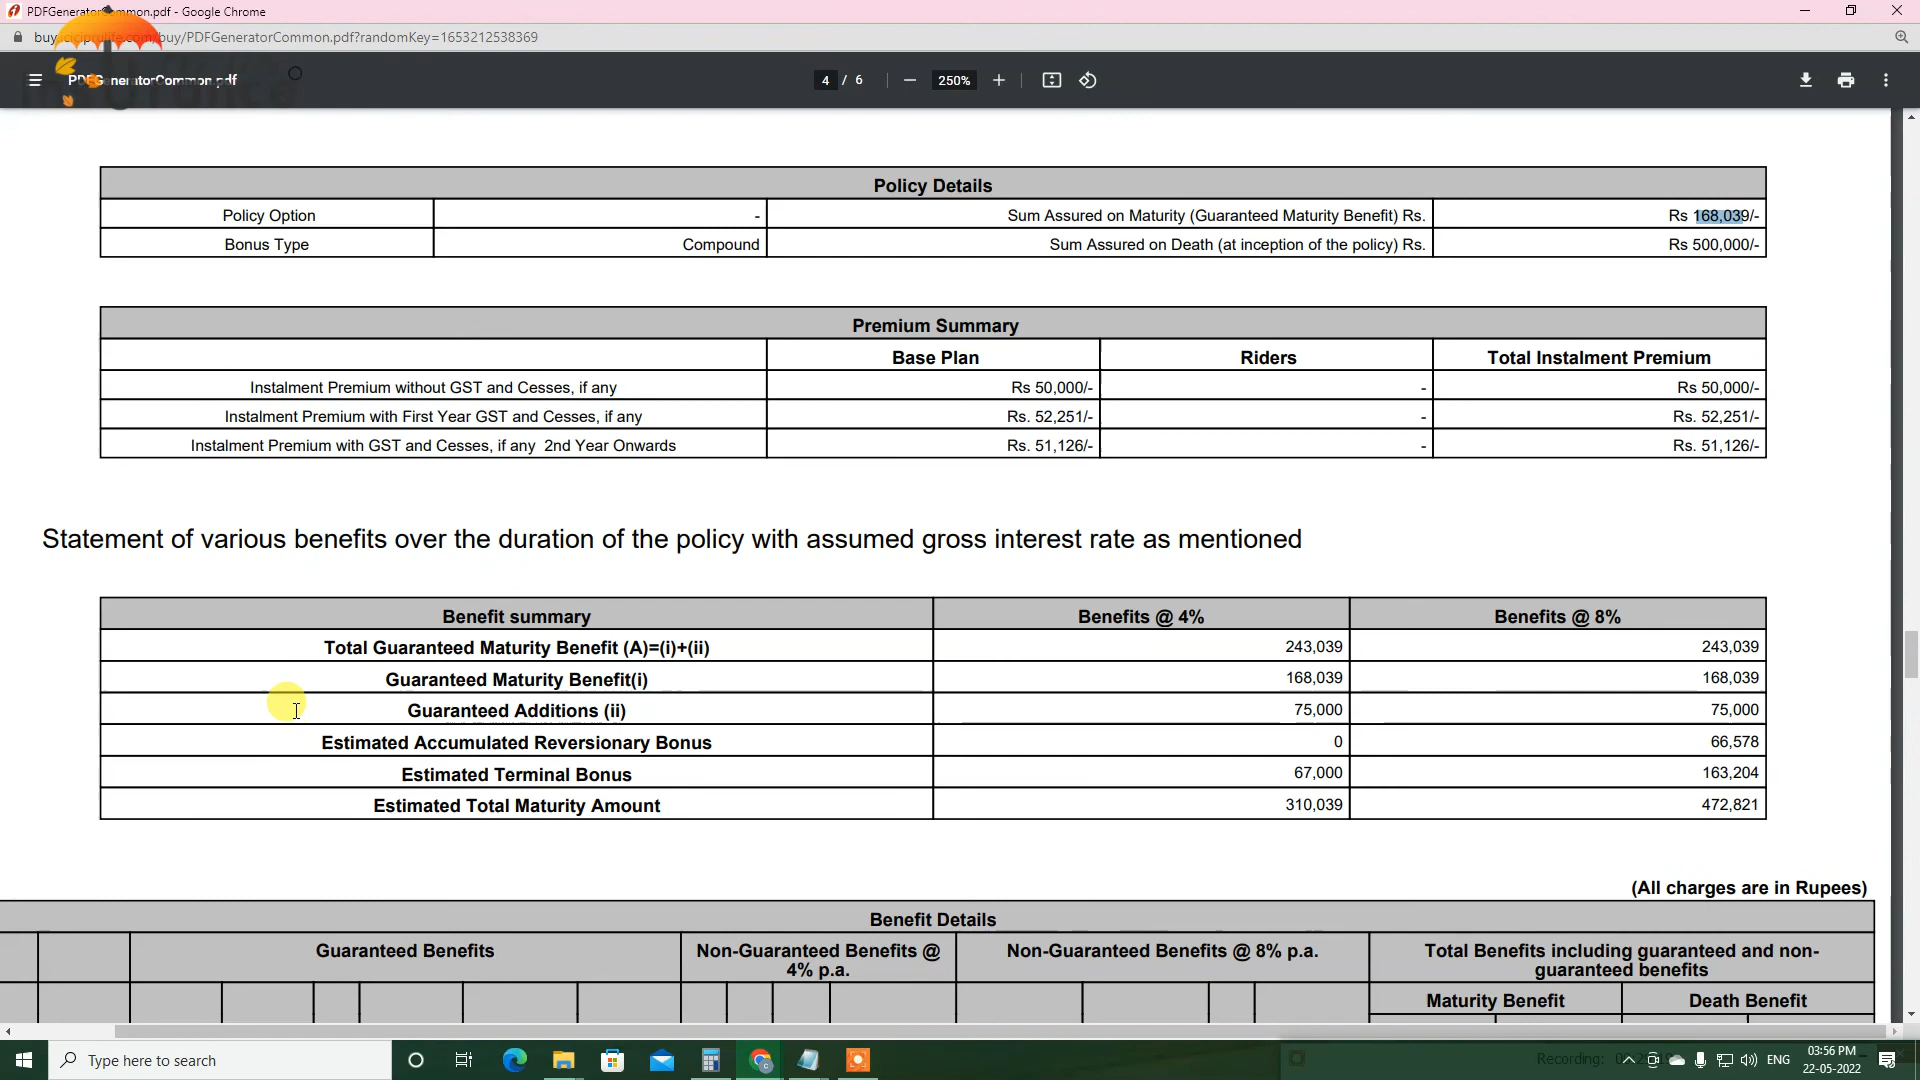 PDFGeneratorCommon.pdf - Google Chrome
buy.iciciprulife.com/buy/PDFGeneratorCommon.pdf?randomKey=1653212538369
PDFGeneratorCommon.pdf
4 / 6
250%
Insurance
Policy Details
Policy Option - Sum Assured on Maturity (Guaranteed Maturity Benefit) Rs. Rs 168,039/-
Bonus Type Compound Sum Assured on Death (at inception of the policy) Rs. Rs 500,000/-
Premium Summary
Base Plan Riders Total Instalment Premium
Instalment Premium without GST and Cesses, if any Rs 50,000/- - Rs 50,000/-
Instalment Premium with First Year GST and Cesses, if any Rs. 52,251/- - Rs. 52,251/-
Instalment Premium with GST and Cesses, if any 2nd Year Onwards Rs. 51,126/- - Rs. 51,126/-
Statement of various benefits over the duration of the policy with assumed gross interest rate as mentioned
Benefit summary Benefits @ 4% Benefits @ 8%
Total Guaranteed Maturity Benefit (A)=(i)+(ii) 243,039 243,039
Guaranteed Maturity Benefit(i) 168,039 168,039
Guaranteed Additions (ii) 75,000 75,000
Estimated Accumulated Reversionary Bonus 0 66,578
Estimated Terminal Bonus 67,000 163,204
Estimated Total Maturity Amount 310,039 472,821
(All charges are in Rupees)
Benefit Details
Guaranteed Benefits
Non-Guaranteed Benefits @
4% p.a.
Non-Guaranteed Benefits @ 8% p.a.
Total Benefits including guaranteed and non-
guaranteed benefits
Maturity Benefit Death Benefit
Type here to search
Recording:
ENG
03:56 PM
22-05-2022